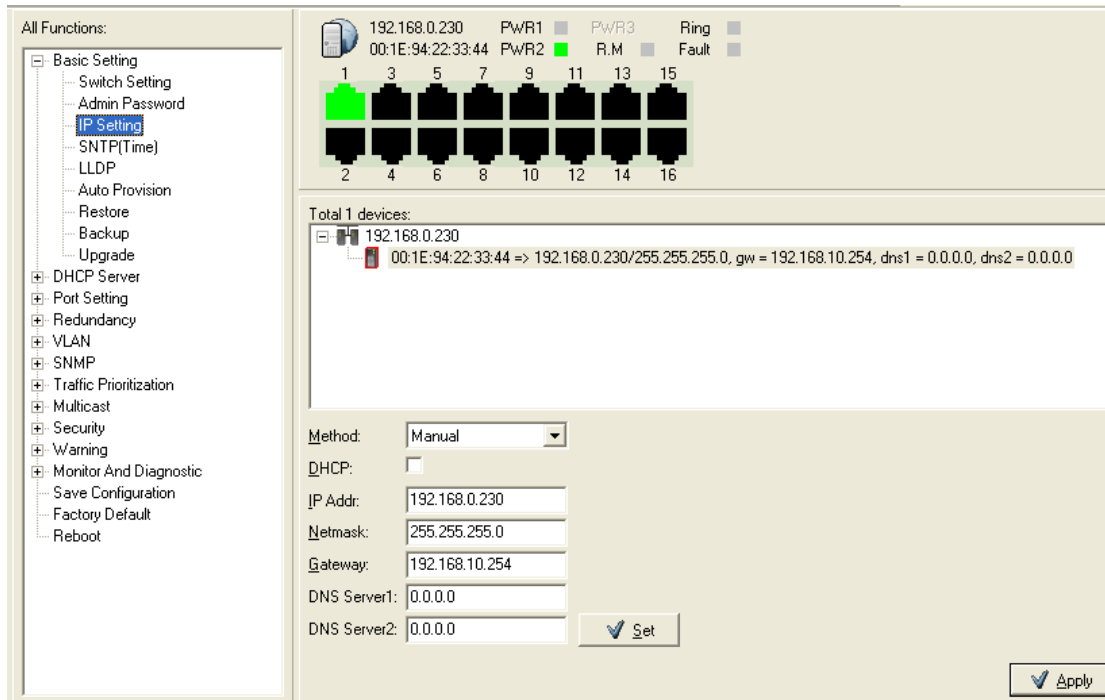 All Functions:
Basic Setting
Switch Setting
Admin Password
IP Setting
SNTP(Time)
LLDP
Auto Provision
Restore
Backup
Upgrade
DHCP Server
Port Setting
Redundancy
VLAN
SNMP
Traffic Prioritization
Multicast
Security
Warning
Monitor And Diagnostic
Save Configuration
Factory Default
Reboot
192.168.0.230 PWR1 PWR3 Ring
00:1E:94:22:33:44 PWR2 R.M Fault
1 3 5 7 9 11 13 15
2 4 6 8 10 12 14 16
Total 1 devices:
192.168.0.230
00:1E:94:22:33:44 => 192.168.0.230/255.255.255.0, gw = 192.168.10.254, dns1 = 0.0.0.0, dns2 = 0.0.0.0
Method: Manual
DHCP:
IP Addr: 192.168.0.230
Netmask: 255.255.255.0
Gateway: 192.168.10.254
DNS Server1: 0.0.0.0
DNS Server2: 0.0.0.0 Set
Apply